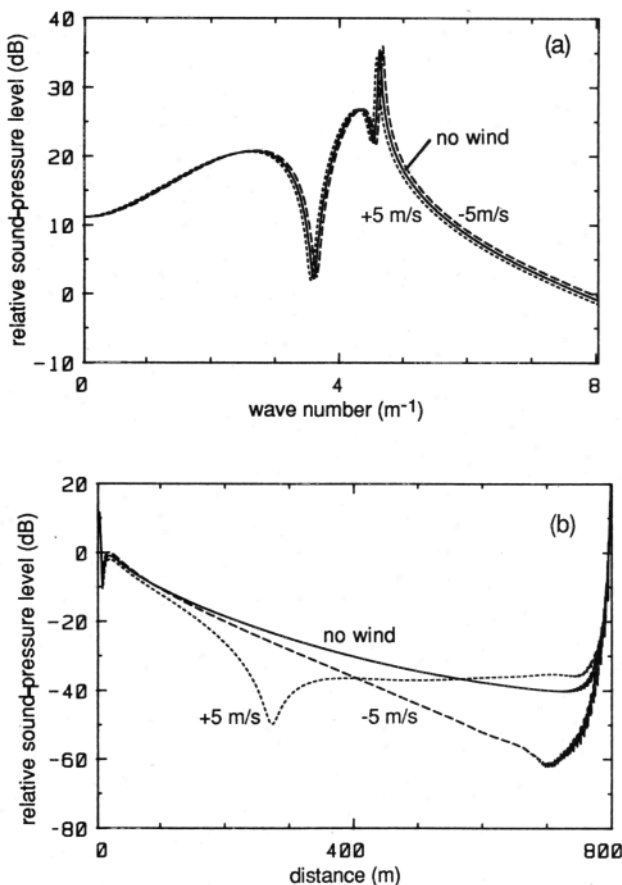 40
30
20
10
0
-10
relative sound-pressure level (dB)
(a)
no wind
+5 m/s
-5m/s
0
4
8
wave number (m⁻¹)
20
0
-20
-40
-60
-80
relative sound-pressure level (dB)
(b)
no wind
+5 m/s
-5 m/s
0
400
800
distance (m)